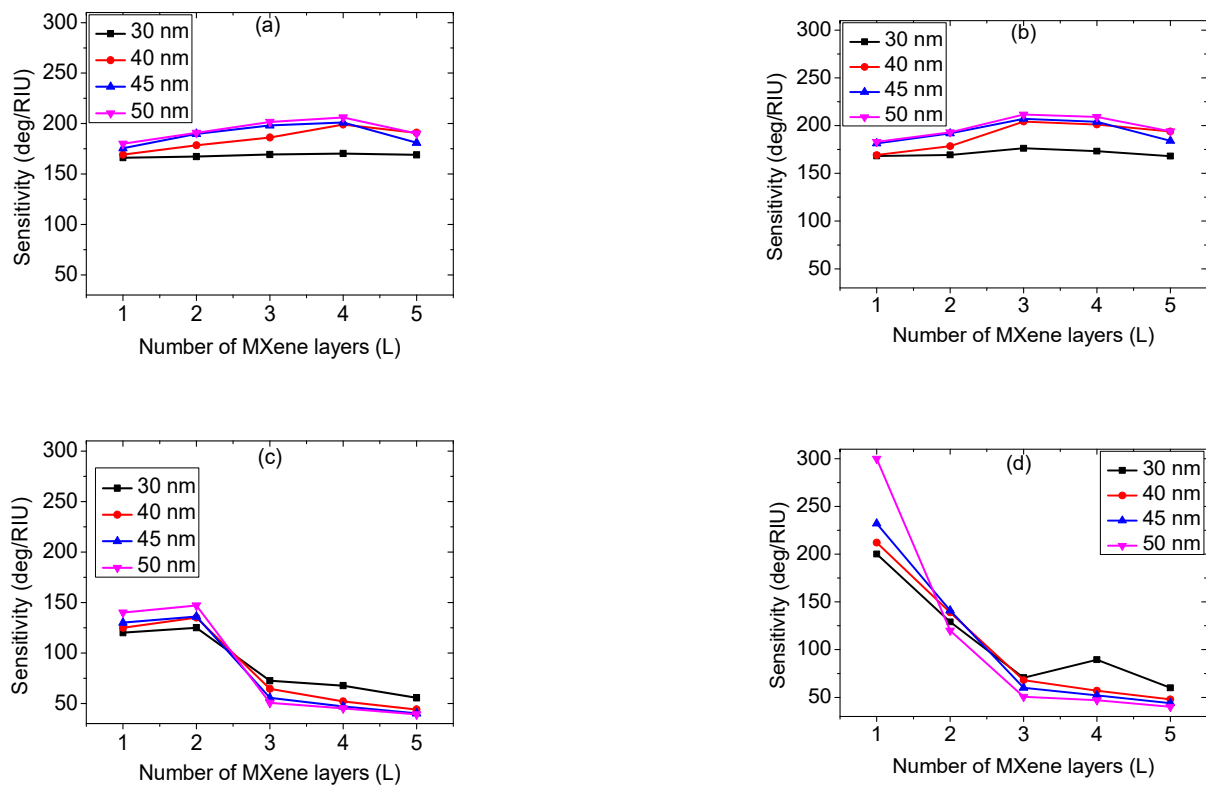 (a)
30 nm
40 nm
45 nm
50 nm
300
250
200
150
100
50
Sensitivity (deg/RIU)
1 2 3 4 5
Number of MXene layers (L)
(b)
30 nm
40 nm
45 nm
50 nm
300
250
200
150
100
50
Sensitivity (deg/RIU)
1 2 3 4 5
Number of MXene layers (L)
(c)
30 nm
40 nm
45 nm
50 nm
300
250
200
150
100
50
Sensitivity (deg/RIU)
1 2 3 4 5
Number of MXene layers (L)
(d)
30 nm
40 nm
45 nm
50 nm
300
250
200
150
100
50
Sensitivity (deg/RIU)
1 2 3 4 5
Number of MXene layers (L)